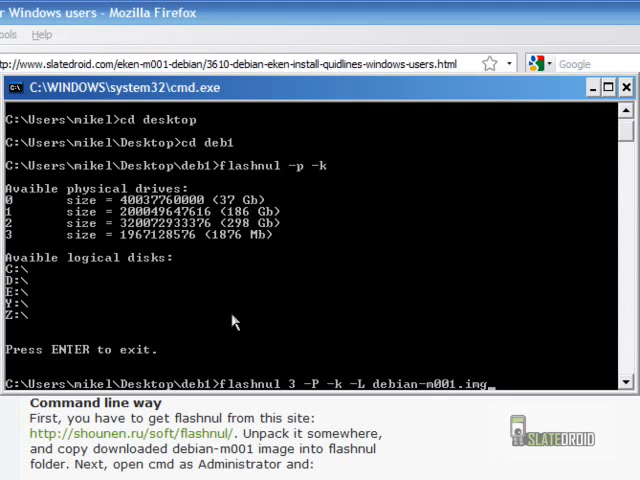 r Windows users - Mozilla Firefox
ools Help
tp://www.slatedroid.com/eken-m001-debian/3610-debian-eken-install-quidlines-windows-users.html
Google
C:\WINDOWS\system32\cmd.exe
C:\Users\mikel>cd desktop
C:\Users\mikel\Desktop>cd deb1
C:\Users\mikel\Desktop\deb1>flashnul -p -k
Avaible physical drives:
0 size = 40037760000 (37 Gb)
1 size = 200049647616 (186 Gb)
2 size = 320072933376 (298 Gb)
3 size = 1967128576 (1876 Mb)
Avaible logical disks:
C:\
D:\
E:\
Y:\
Z:\
Press ENTER to exit.
C:\Users\mikel\Desktop\deb1>flashnul 3 -P -k -L debian-m001.img_
Command line way
First, you have to get flashnul from this site:
http://shounen.ru/soft/flashnul/. Unpack it somewhere,
and copy downloaded debian-m001 image into flashnul
folder. Next, open cmd as Administrator and:
SLATEDROID